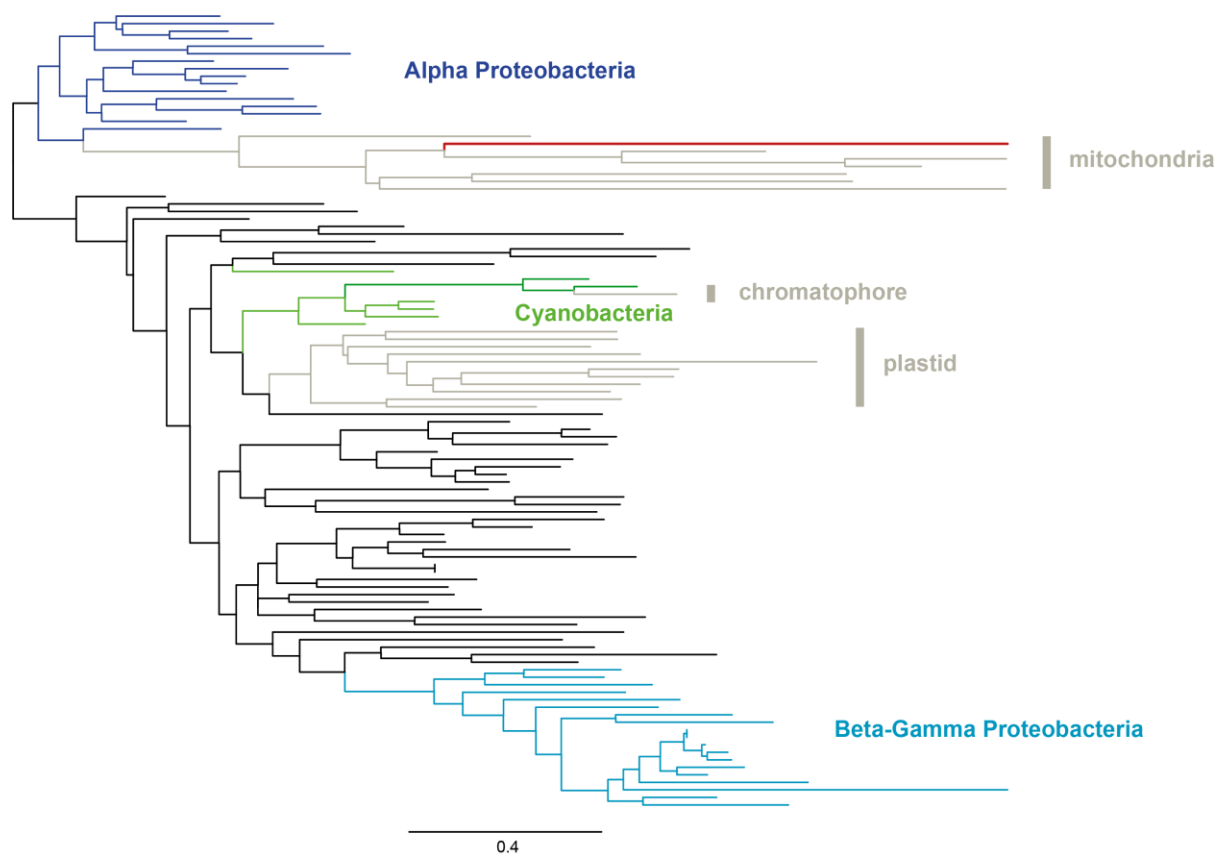 Alpha Proteobacteria
mitochondria
chromatophore
Cyanobacteria
plastid
Beta-Gamma Proteobacteria
0.4